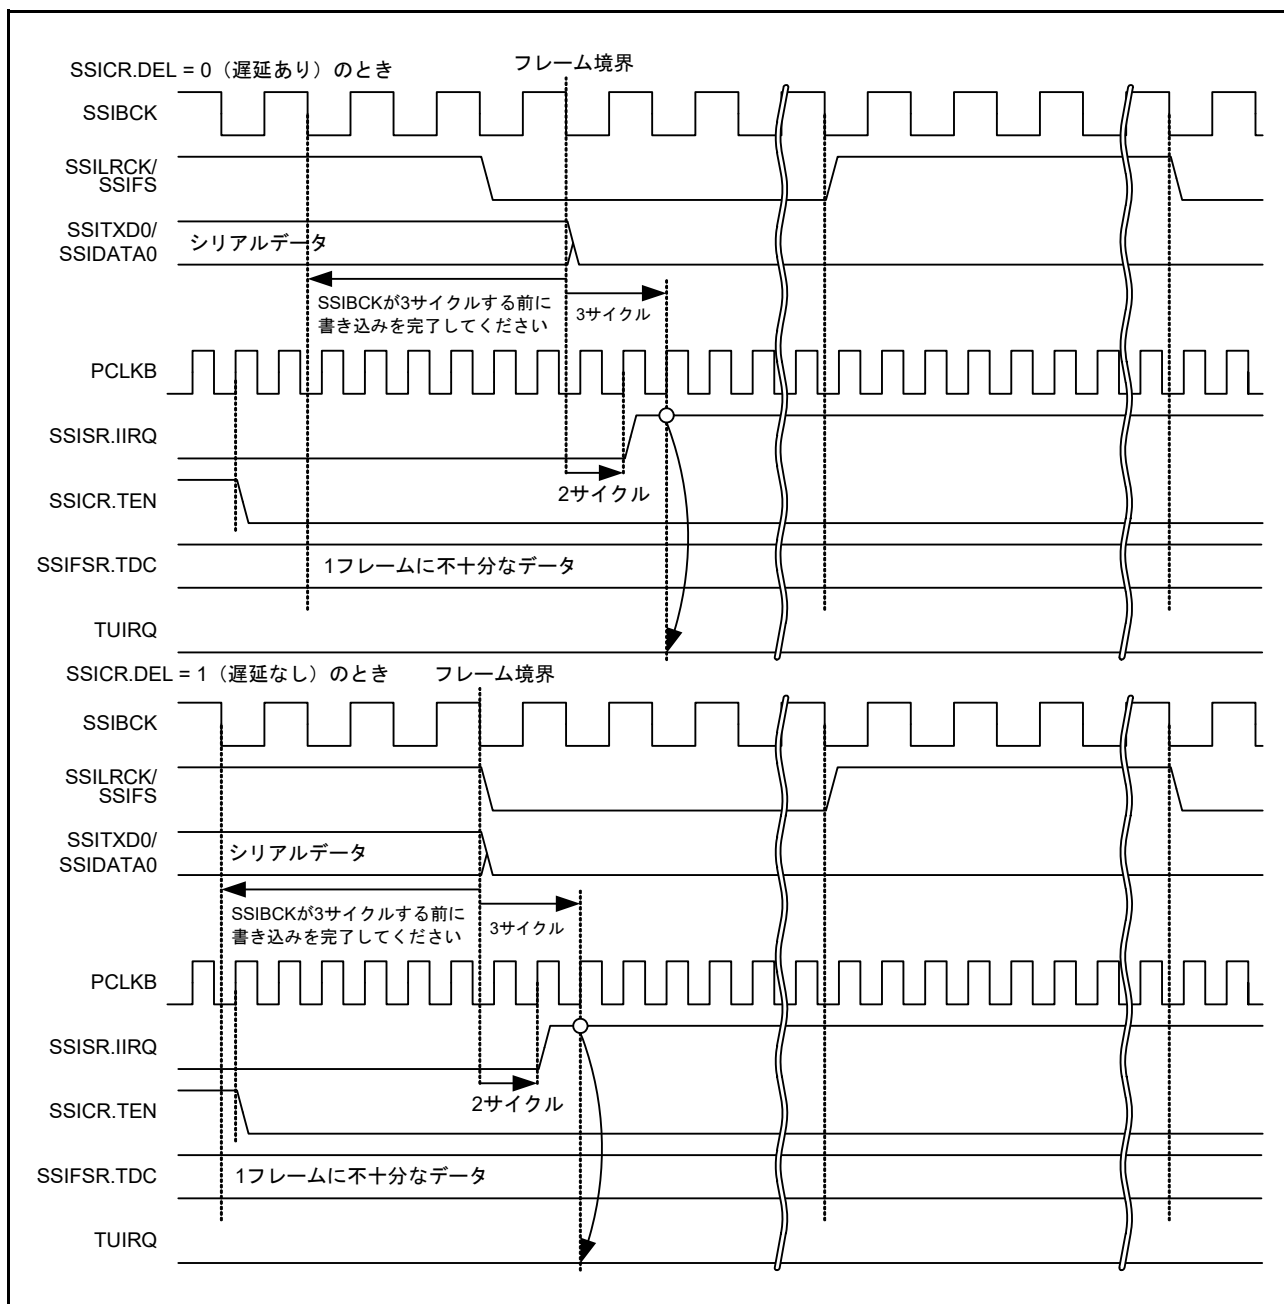 SSICR.DEL = 0（遅延あり）のとき
フレーム境界
SSIBCK
SSILRCK/
SSIFS
SSITXD0/
SSIDATA0
シリアルデータ
SSIBCKが3サイクルする前に
書き込みを完了してください
3サイクル
PCLKB
SSISR.IIRQ
2サイクル
SSICR.TEN
SSIFSR.TDC
1フレームに不十分なデータ
TUIRQ
SSICR.DEL = 1（遅延なし）のとき
フレーム境界
SSIBCK
SSILRCK/
SSIFS
SSITXD0/
SSIDATA0
シリアルデータ
SSIBCKが3サイクルする前に
書き込みを完了してください
3サイクル
PCLKB
SSISR.IIRQ
2サイクル
SSICR.TEN
SSIFSR.TDC
1フレームに不十分なデータ
TUIRQ